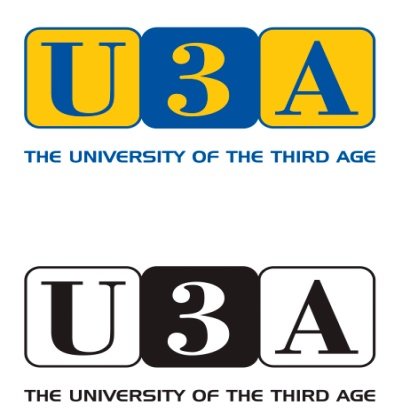 U3A
THE UNIVERSITY OF THE THIRD AGE
U3A
THE UNIVERSITY OF THE THIRD AGE